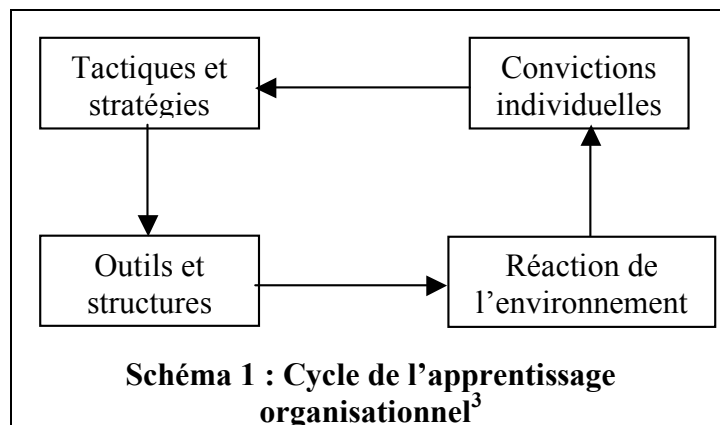 Tactiques et
stratégies
Convictions
individuelles
Outils et
structures
Réaction de
l’environnement
Schéma 1 : Cycle de l’apprentissage
organisationnel³